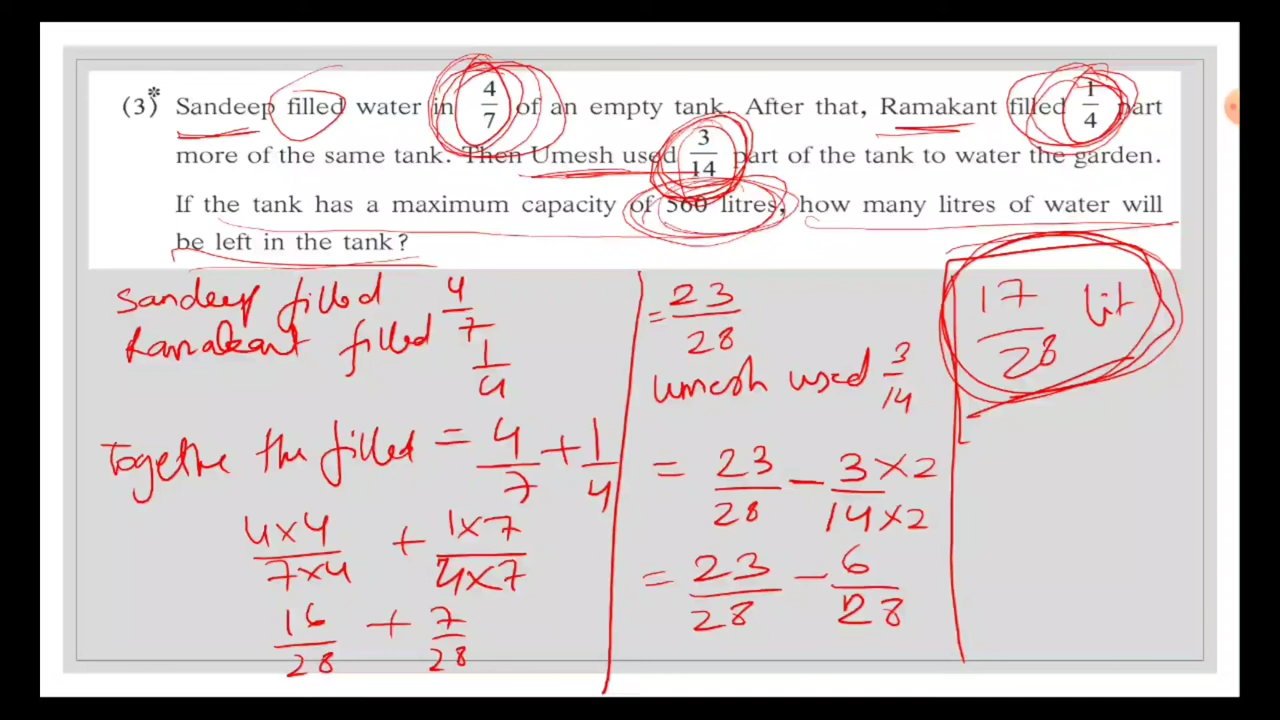 (3)* Sandeep filled water in 4/7 of an empty tank. After that, Ramakant filled 1/4 part
more of the same tank. Then Umesh used 3/14 part of the tank to water the garden.
If the tank has a maximum capacity of 560 litres, how many litres of water will
be left in the tank?
Sandeep filled 4/7
Ramakant filled 1/4
Together the filled = 4/7 + 1/4
4×4/7×4 + 1×7/4×7
16/28 + 7/28
= 23/28
Umesh used 3/14
= 23/28 - 3×2/14×2
= 23/28 - 6/28
17/28 lit